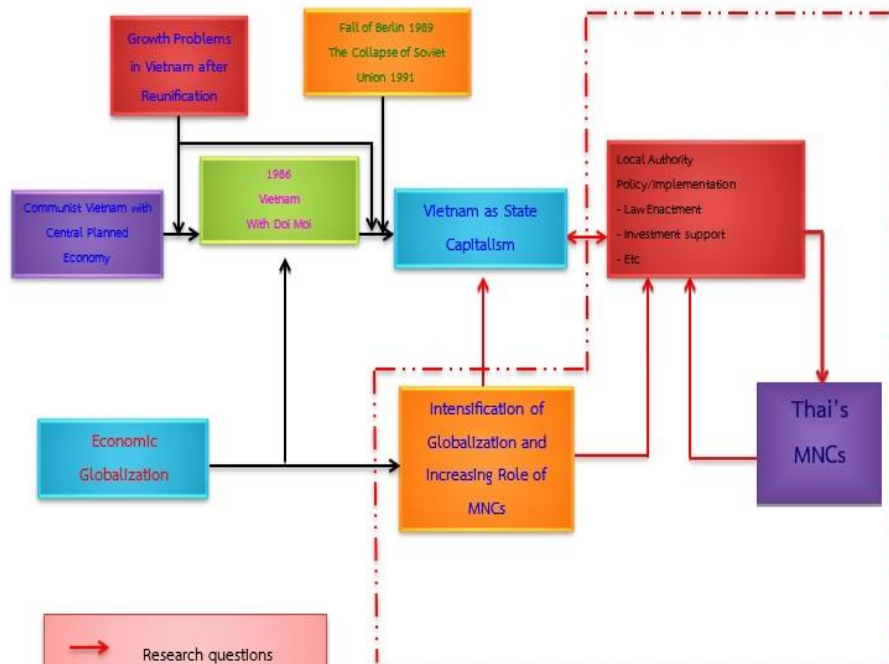 Growth Problems
in Vietnam after
Reunification
Fall of Berlin 1989
The Collapse of Soviet
Union 1991
Communist Vietnam with
Central Planned
Economy
1986
Vietnam
With Doi Moi
Vietnam as State
Capitalism
Local Authority
Policy/Implementation
- Law Enactment
- Investment support
- Etc
Economic
Globalization
Intensification of
Globalization and
Increasing Role of
MNCs
Thai's
MNCs
Research questions